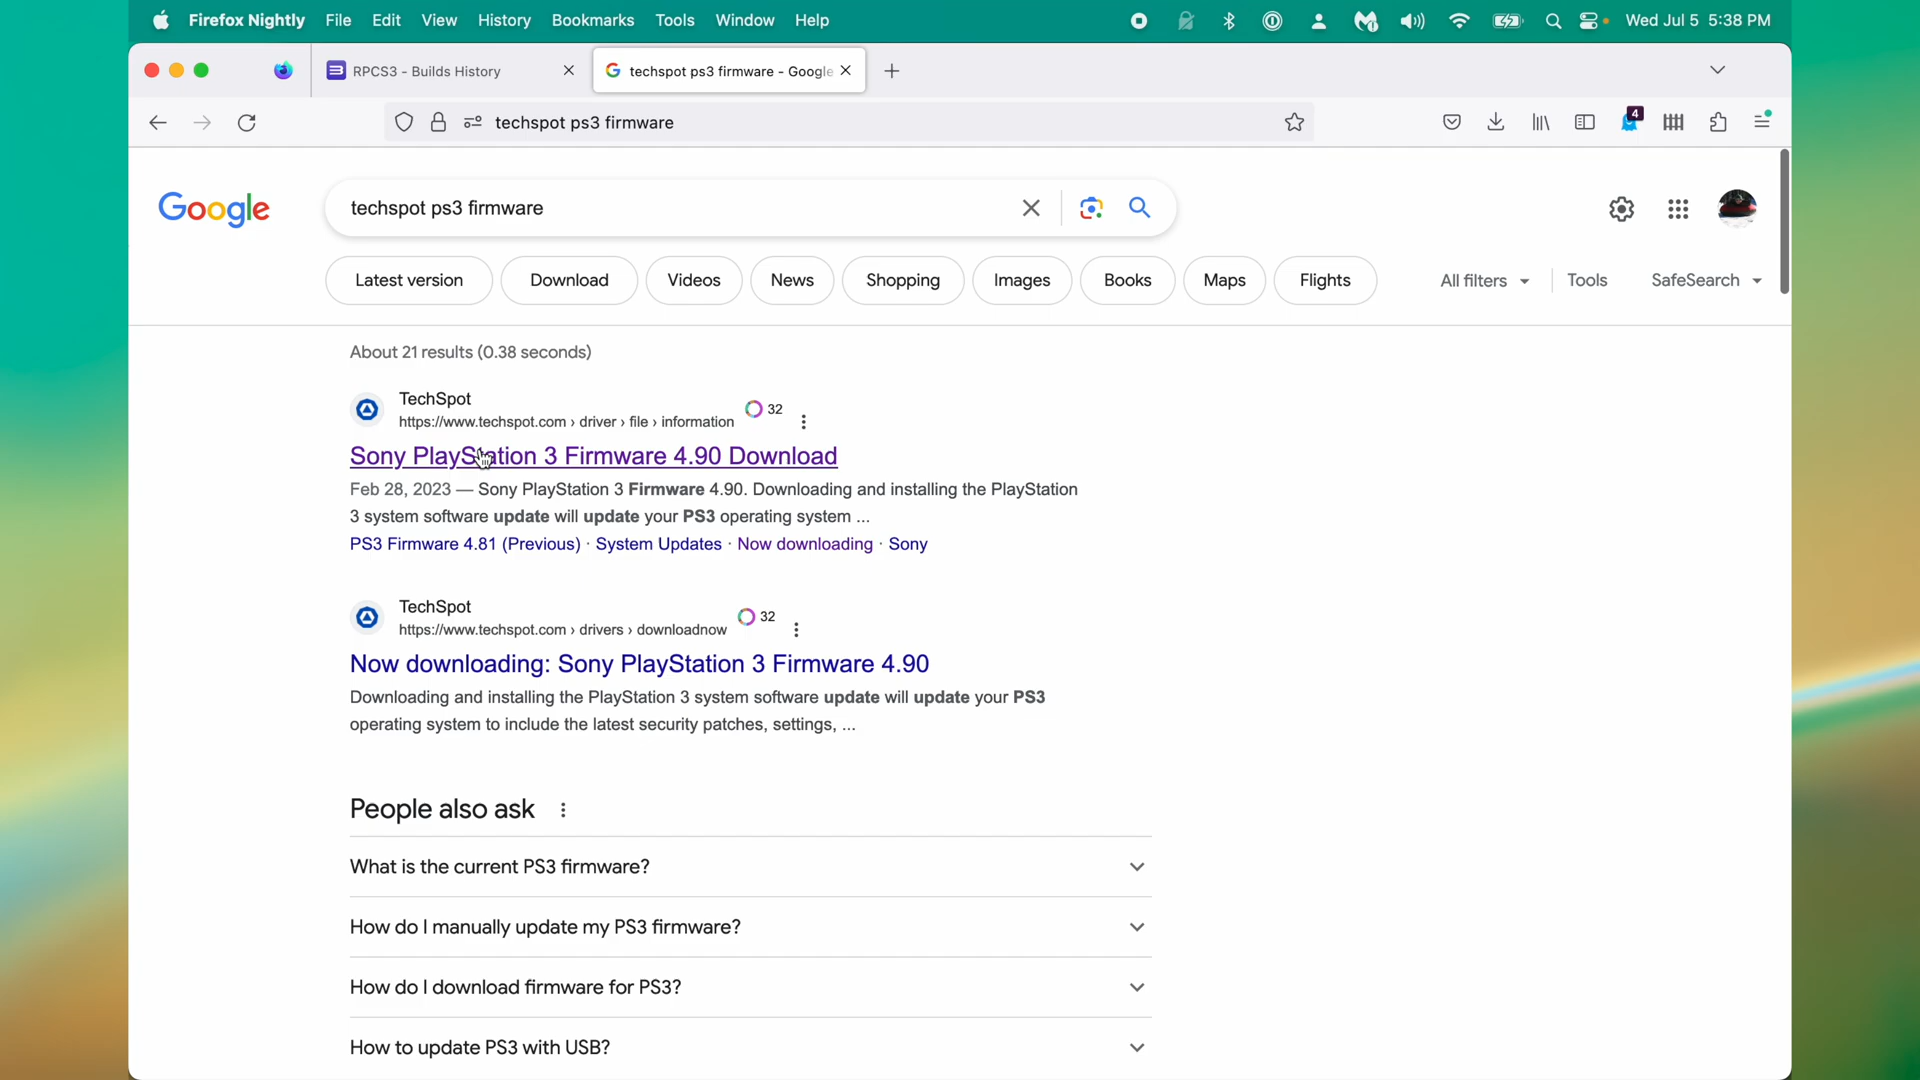 Firefox Nightly File Edit View History Bookmarks Tools Window Help Wed Jul 5 5:38 PM
RPCS3 - Builds History techspot ps3 firmware - Google
techspot ps3 firmware
4
Google techspot ps3 firmware
Latest version Download Videos News Shopping Images Books Maps Flights All filters Tools SafeSearch
About 21 results (0.38 seconds)
TechSpot
https://www.techspot.com › driver › file › information 32
Sony PlayStation 3 Firmware 4.90 Download
Feb 28, 2023 — Sony PlayStation 3 Firmware 4.90. Downloading and installing the PlayStation
3 system software update will update your PS3 operating system ...
PS3 Firmware 4.81 (Previous) · System Updates · Now downloading · Sony
TechSpot
https://www.techspot.com › drivers › downloadnow 32
Now downloading: Sony PlayStation 3 Firmware 4.90
Downloading and installing the PlayStation 3 system software update will update your PS3
operating system to include the latest security patches, settings, ...
People also ask
What is the current PS3 firmware?
How do I manually update my PS3 firmware?
How do I download firmware for PS3?
How to update PS3 with USB?